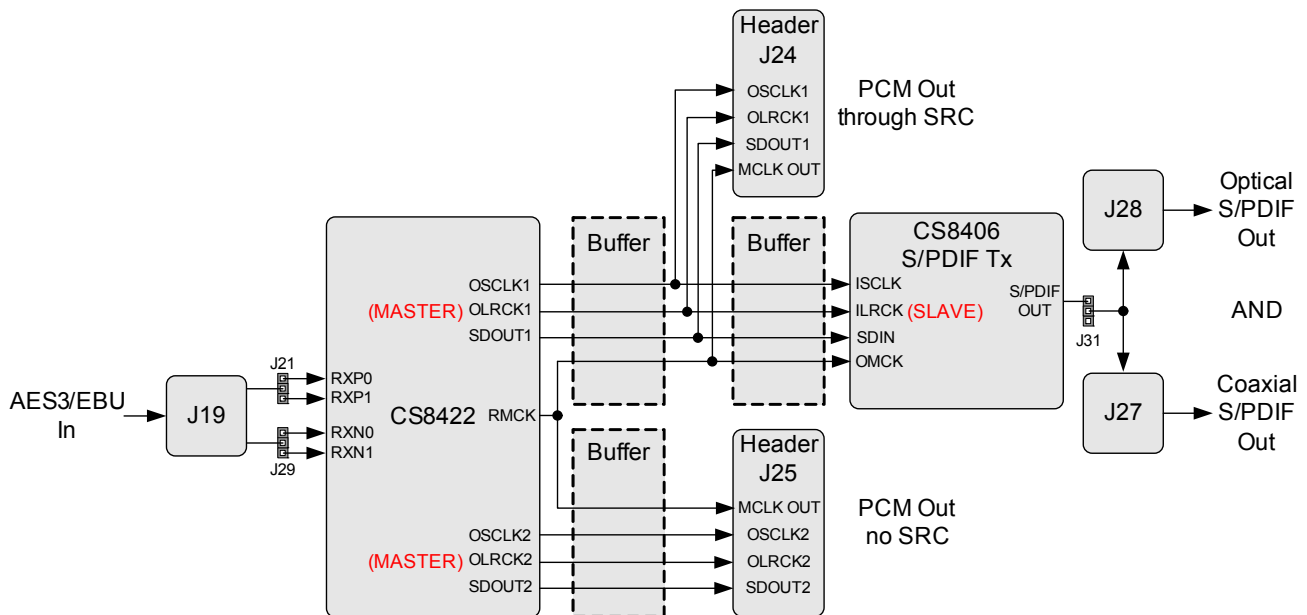 Header
J24
OSCLK1
OLRCK1
SDOUT1
MCLK OUT
PCM Out
through SRC
Buffer
Buffer
CS8406
S/PDIF Tx
ISCLK
ILRCK
(SLAVE)
SDIN
OMCK
S/PDIF
OUT
J31
J28
Optical
S/PDIF
Out
AND
J27
Coaxial
S/PDIF
Out
OSCLK1
(MASTER)
OLRCK1
SDOUT1
AES3/EBU
In
J19
J21
RXP0
RXP1
RXN0
RXN1
J29
CS8422
RMCK
OSCLK2
(MASTER)
OLRCK2
SDOUT2
Buffer
Header
J25
MCLK OUT
OSCLK2
OLRCK2
SDOUT2
PCM Out
no SRC